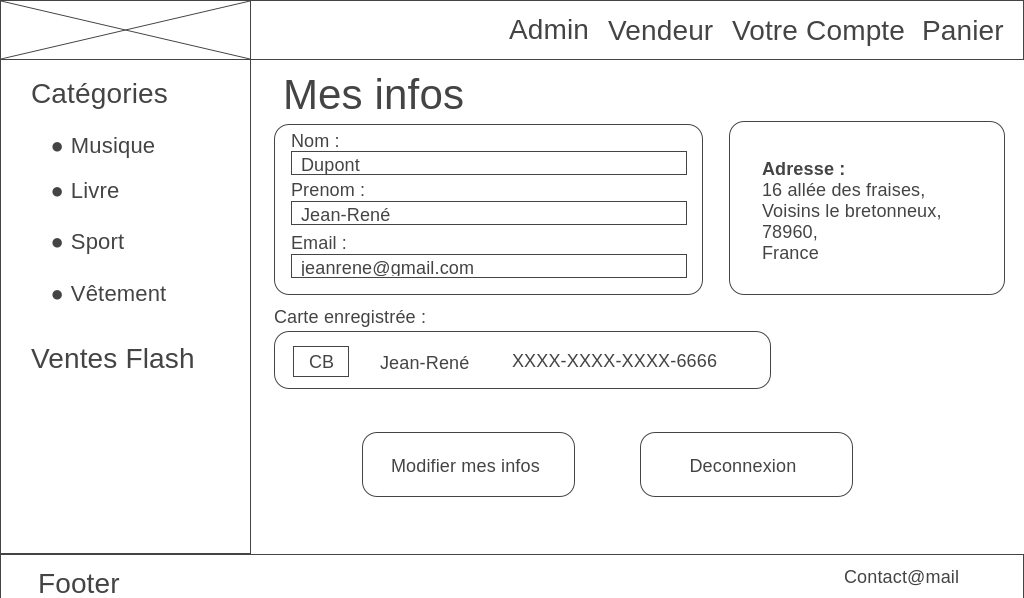 Admin Vendeur Votre Compte Panier
Catégories
● Musique
● Livre
● Sport
● Vêtement
Ventes Flash
Mes infos
Nom :
Dupont
Prenom :
Jean-René
Email :
jeanrene@gmail.com
Adresse :
16 allée des fraises,
Voisins le bretonneux,
78960,
France
Carte enregistrée :
CB Jean-René XXXX-XXXX-XXXX-6666
Modifier mes infos
Deconnexion
Footer
Contact@mail